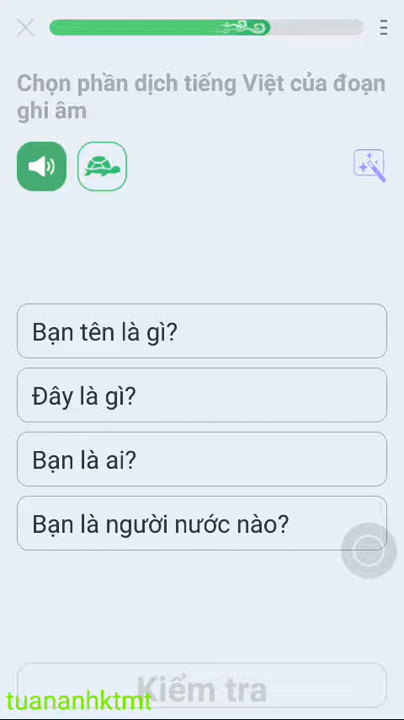 Chọn phần dịch tiếng Việt của đoạn
ghi âm
Bạn tên là gì?
Đây là gì?
Bạn là ai?
Bạn là người nước nào?
Kiểm tra
tuananhktmt